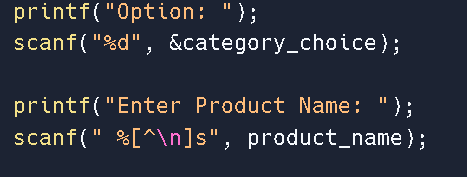 printf("Option: ");
scanf("%d", &category_choice);
printf("Enter Product Name: ");
scanf(" %[^\n]s", product_name);